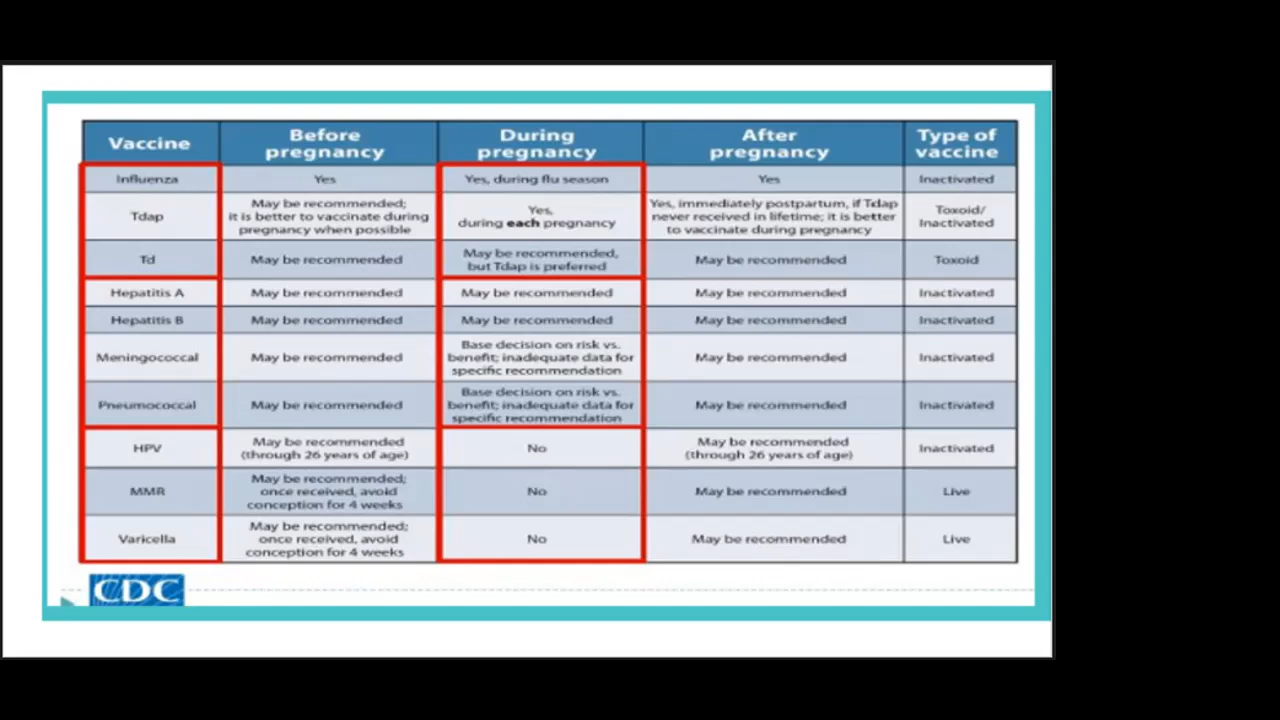 Vaccine
Before
pregnancy
During
pregnancy
After
pregnancy
Type of
vaccine
Influenza
Yes
Yes, during flu season
Yes
Inactivated
Tdap
May be recommended;
it is better to vaccinate during
pregnancy when possible
Yes,
during each pregnancy
Yes, immediately postpartum, if Tdap
never received in lifetime; it is better
to vaccinate during pregnancy
Toxoid/
Inactivated
Td
May be recommended
May be recommended,
but Tdap is preferred
May be recommended
Toxoid
Hepatitis A
May be recommended
May be recommended
May be recommended
Inactivated
Hepatitis B
May be recommended
May be recommended
May be recommended
Inactivated
Meningococcal
May be recommended
Base decision on risk vs.
benefit; inadequate data for
specific recommendation
May be recommended
Inactivated
Pneumococcal
May be recommended
Base decision on risk vs.
benefit; inadequate data for
specific recommendation
May be recommended
Inactivated
HPV
May be recommended
(through 26 years of age)
No
May be recommended
(through 26 years of age)
Inactivated
MMR
May be recommended;
once received, avoid
conception for 4 weeks
No
May be recommended
Live
Varicella
May be recommended;
once received, avoid
conception for 4 weeks
No
May be recommended
Live
CDC